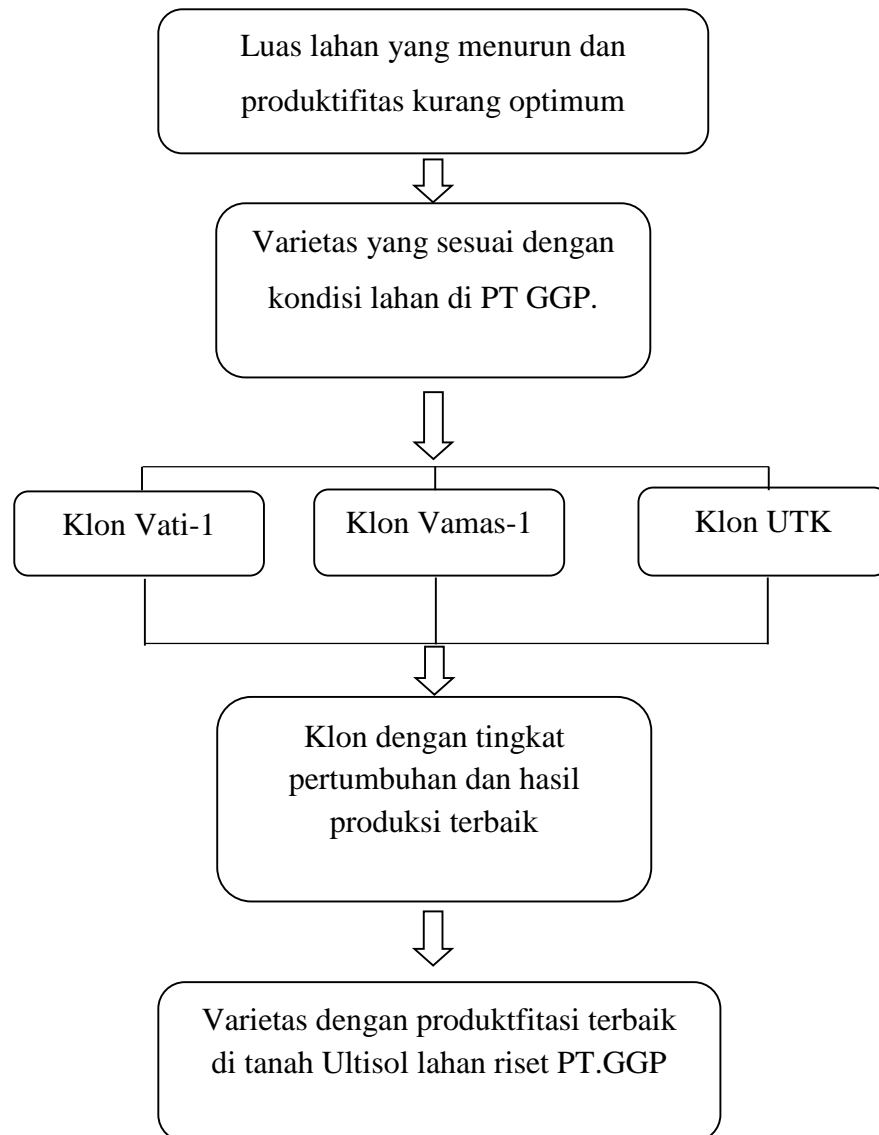 Luas lahan yang menurun dan
produktifitas kurang optimum
Varietas yang sesuai dengan
kondisi lahan di PT GGP.
Klon Vati-1
Klon Vamas-1
Klon UTK
Klon dengan tingkat
pertumbuhan dan hasil
produksi terbaik
Varietas dengan produktfitasi terbaik
di tanah Ultisol lahan riset PT.GGP